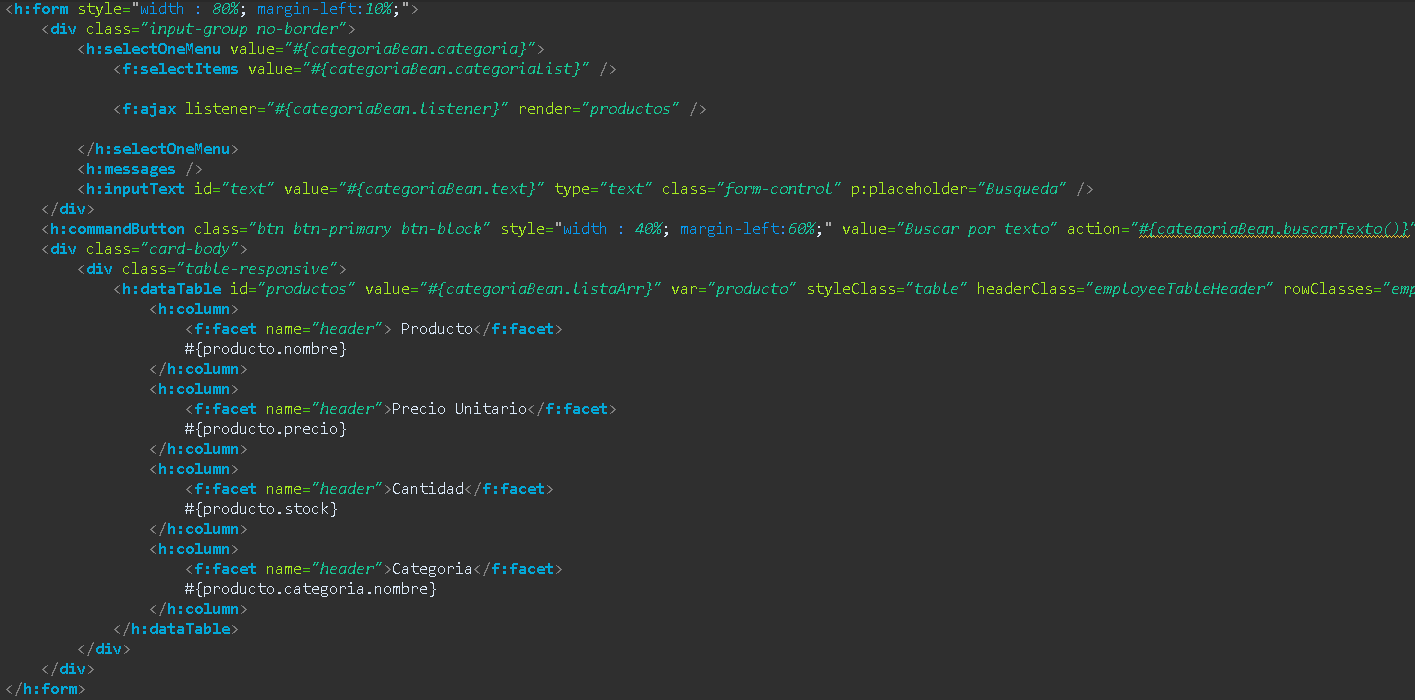 <h:form style="width : 80%; margin-left:10%;">
<div class="input-group no-border">
<h:selectOneMenu value="#{categoriaBean.categoria}">
<f:selectItems value="#{categoriaBean.categoriaList}" />
<f:ajax listener="#{categoriaBean.listener}" render="productos" />
</h:selectOneMenu>
<h:messages />
<h:inputText id="text" value="#{categoriaBean.text}" type="text" class="form-control" p:placeholder="Busqueda" />
</div>
<h:commandButton class="btn btn-primary btn-block" style="width : 40%; margin-left:60%;" value="Buscar por texto" action="#{categoriaBean.buscarTexto()}"
<div class="card-body">
<div class="table-responsive">
<h:dataTable id="productos" value="#{categoriaBean.listaArr}" var="producto" styleClass="table" headerClass="employeeTableHeader" rowClasses="emp
<h:column>
<f:facet name="header"> Producto</f:facet>
#{producto.nombre}
</h:column>
<h:column>
<f:facet name="header">Precio Unitario</f:facet>
#{producto.precio}
</h:column>
<h:column>
<f:facet name="header">Cantidad</f:facet>
#{producto.stock}
</h:column>
<h:column>
<f:facet name="header">Categoria</f:facet>
#{producto.categoria.nombre}
</h:column>
</h:dataTable>
</div>
</div>
</h:form>